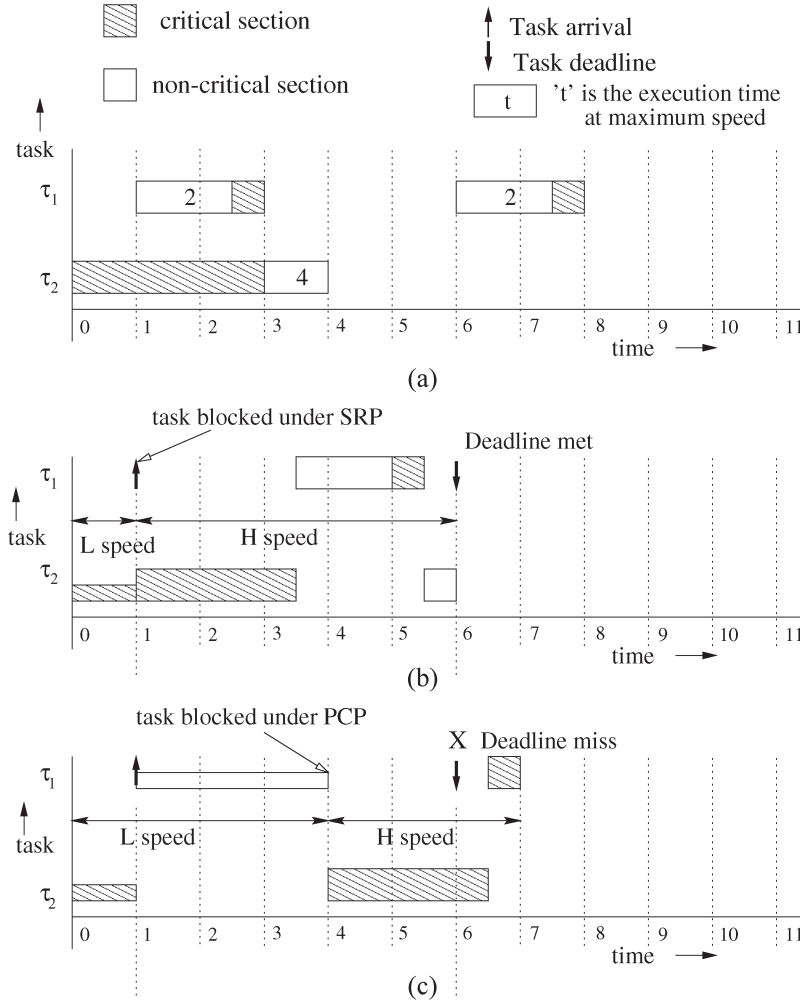 critical section
non-critical section
Task arrival
Task deadline
t
't' is the execution time
at maximum speed
task
τ1
2
2
τ2
4
0 1 2 3 4 5 6 7 8 9 10 11
time
(a)
task blocked under SRP
Deadline met
τ1
task
L speed
H speed
τ2
0 1 2 3 4 5 6 7 8 9 10 11
time
(b)
task blocked under PCP
X Deadline miss
τ1
task
L speed
H speed
τ2
0 1 2 3 4 5 6 7 8 9 10 11
time
(c)